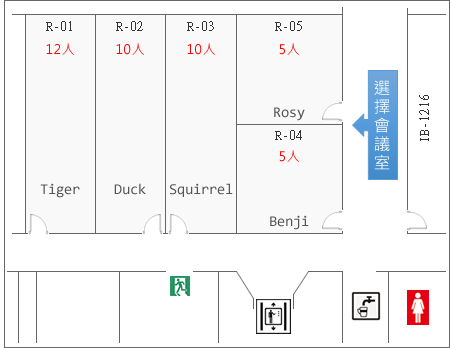 R-01
12人
Tiger
R-02
10人
Duck
R-03
10人
Squirrel
R-05
5人
Rosy
R-04
5人
Benji
選擇會議室
IB-1216